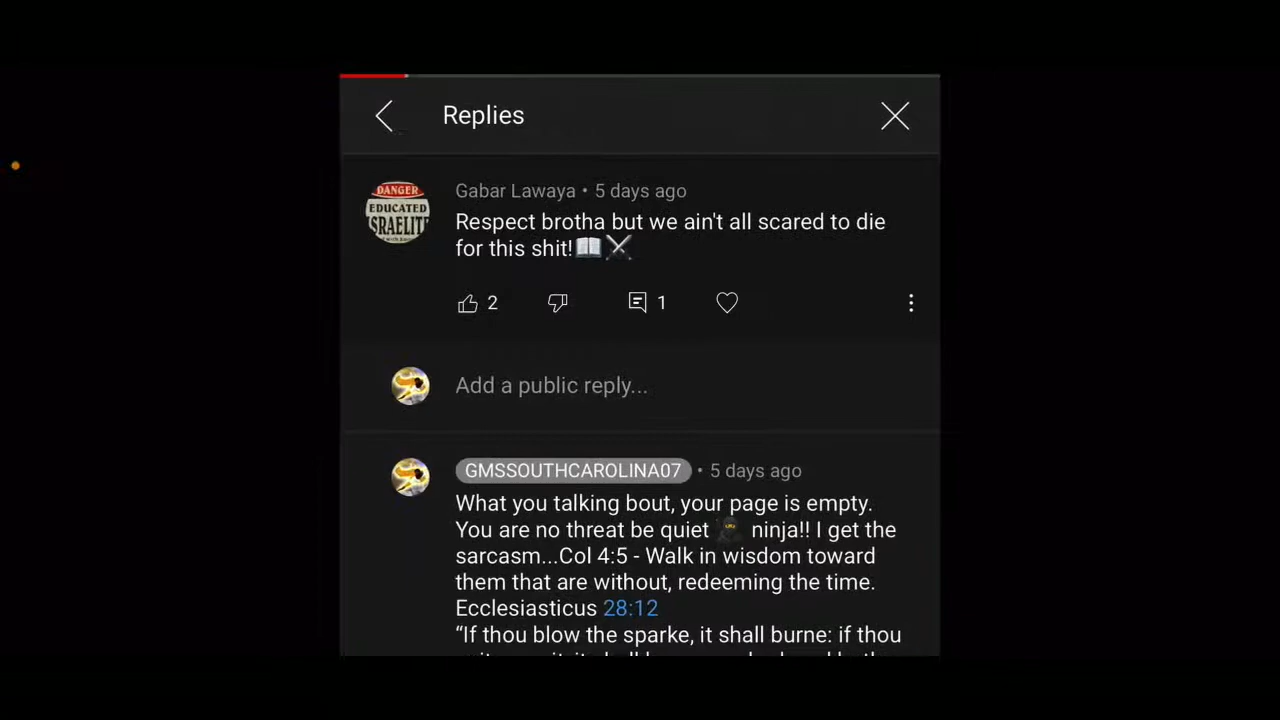 Replies
DANGER
EDUCATED
SRAELIT
Gabar Lawaya • 5 days ago
Respect brotha but we ain't all scared to die
for this shit!📖⚔
2
1
Add a public reply...
GMSSOUTHCAROLINA07 • 5 days ago
What you talking bout, your page is empty.
You are no threat be quiet 🥷 ninja!! I get the
sarcasm...Col 4:5 - Walk in wisdom toward
them that are without, redeeming the time.
Ecclesiasticus 28:12
“If thou blow the sparke, it shall burne: if thou